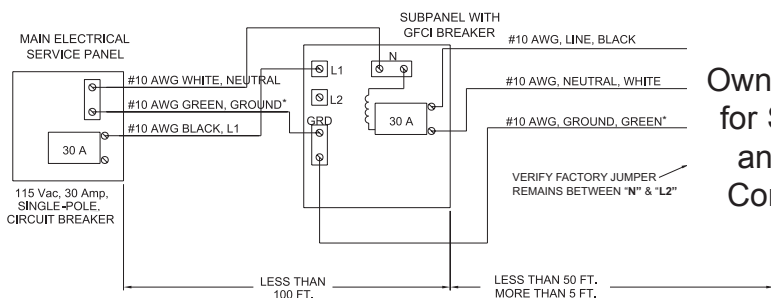 MAIN ELECTRICAL
SERVICE PANEL
SUBPANEL WITH
GFCI BREAKER
#10 AWG, LINE, BLACK
N
L1
#10 AWG WHITE, NEUTRAL
#10 AWG, NEUTRAL, WHITE
L2
#10 AWG GREEN, GROUND*
GRD
30 A
#10 AWG, GROUND, GREEN*
#10 AWG BLACK, L1
30 A
115 Vac, 30 Amp,
SINGLE-POLE,
CIRCUIT BREAKER
VERIFY FACTORY JUMPER
REMAINS BETWEEN "N" & "L2"
LESS THAN
100 FT.
LESS THAN 50 FT.
MORE THAN 5 FT.
Own
for
an